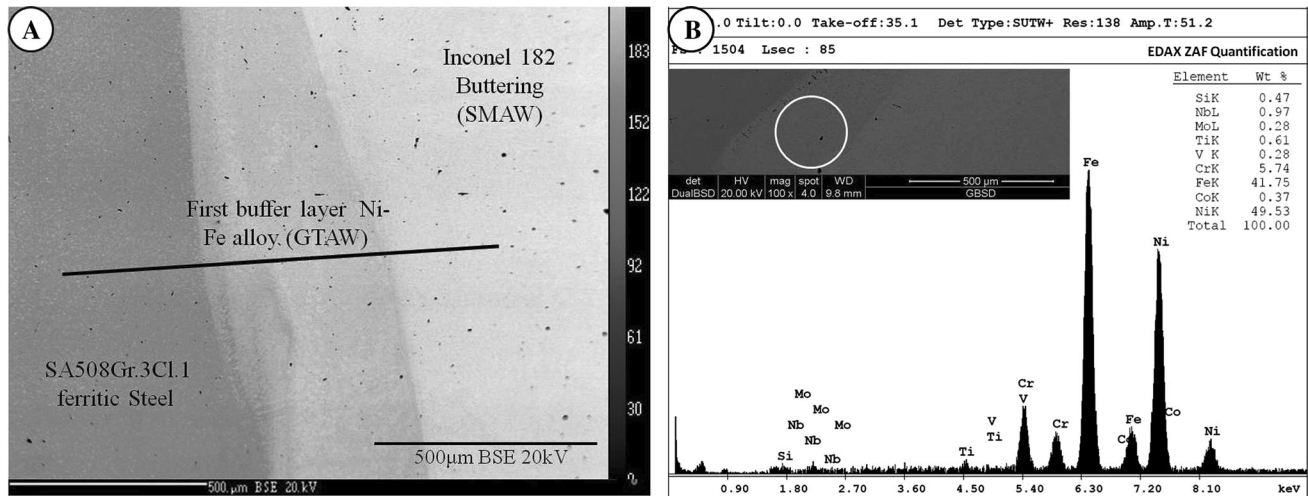 A
Inconel 182
Buttering
(SMAW)
First buffer layer Ni-
Fe alloy (GTAW)
SA508Gr.3Cl.1
ferritic Steel
500μm BSE 20kV
500μm BSE 20kV
183
152
122
92
61
30
B
.0 Tilt:0.0 Take-off:35.1 Det Type:SUTW+ Res:138 Amp.T:51.2
: 1504 Lsec : 85
EDAX ZAF Quantification
Element Wt %
SiK 0.47
NbL 0.97
MoL 0.28
TiK 0.61
V K 0.28
CrK 5.74
FeK 41.75
CoK 0.37
NiK 49.53
Total 100.00
det HV mag spot WD 500 μm
DualBSD 20.00 kV 100 x 4.0 9.8 mm GBSD
Fe
Ni
Cr
V
Mo
Mo
Nb
Mo
Nb
Nb
Si
V
Ti
Ti
Cr
Fe
Co
Co
Ni
0.90 1.80 2.70 3.60 4.50 5.40 6.30 7.20 8.10 keV